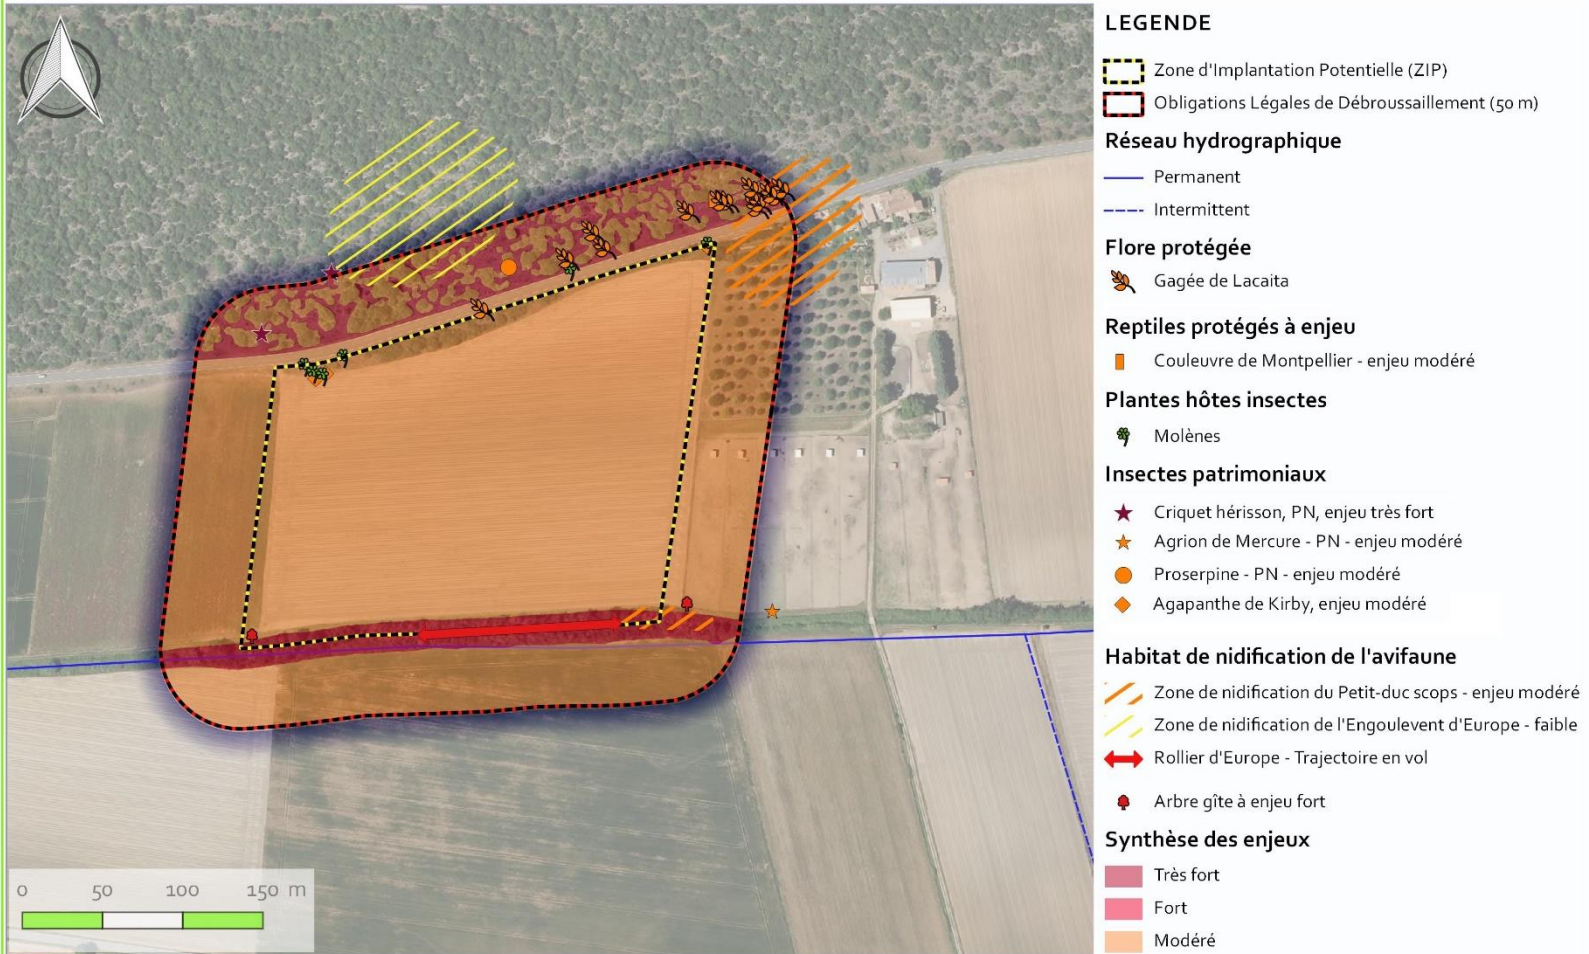 LEGENDE
Zone d'Implantation Potentielle (ZIP)
Obligations Légales de Débroussaillement (50 m)
Réseau hydrographique
Permanent
Intermittent
Flore protégée
Gagée de Lacaita
Reptiles protégés à enjeu
Couleuvre de Montpellier - enjeu modéré
Plantes hôtes insectes
Molènes
Insectes patrimoniaux
Criquet hérisson, PN, enjeu très fort
Agrion de Mercure - PN - enjeu modéré
Proserpine - PN - enjeu modéré
Agapanthe de Kirby, enjeu modéré
Habitat de nidification de l'avifaune
Zone de nidification du Petit-duc scops - enjeu modéré
Zone de nidification de l'Engoulevent d'Europe - faible
Rollier d'Europe - Trajectoire en vol
Arbre gîte à enjeu fort
Synthèse des enjeux
Très fort
Fort
Modéré
0 50 100 150 m